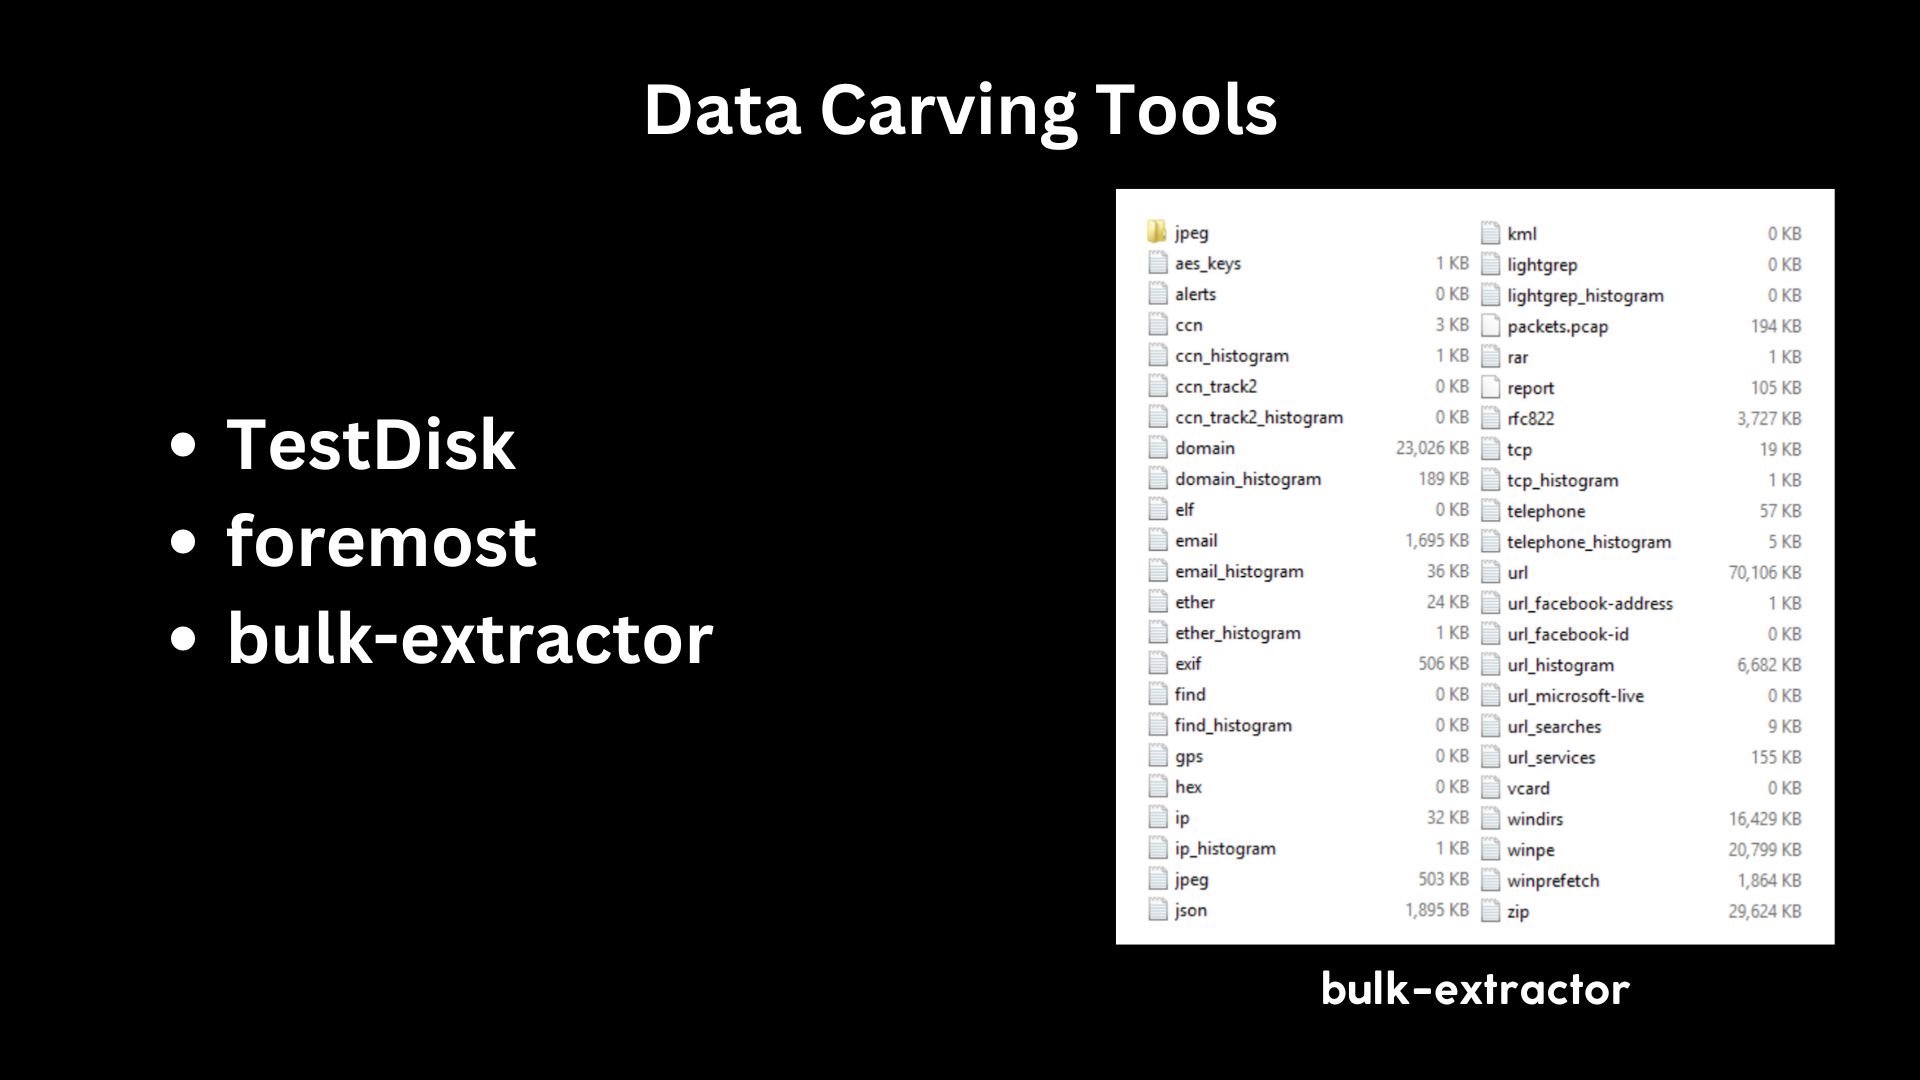 Data Carving Tools
• TestDisk
• foremost
• bulk-extractor
jpeg
aes_keys 1 KB
alerts 0 KB
ccn 3 KB
ccn_histogram 1 KB
ccn_track2 0 KB
ccn_track2_histogram 0 KB
domain 23,026 KB
domain_histogram 189 KB
elf 0 KB
email 1,695 KB
email_histogram 36 KB
ether 24 KB
ether_histogram 1 KB
exif 506 KB
find 0 KB
find_histogram 0 KB
gps 0 KB
hex 0 KB
ip 32 KB
ip_histogram 1 KB
jpeg 503 KB
json 1,895 KB
kml 0 KB
lightgrep 0 KB
lightgrep_histogram 0 KB
packets.pcap 194 KB
rar 1 KB
report 105 KB
rfc822 3,727 KB
tcp 19 KB
tcp_histogram 1 KB
telephone 57 KB
telephone_histogram 5 KB
url 70,106 KB
url_facebook-address 1 KB
url_facebook-id 0 KB
url_histogram 6,682 KB
url_microsoft-live 0 KB
url_searches 9 KB
url_services 155 KB
vcard 0 KB
windirs 16,429 KB
winpe 20,799 KB
winprefetch 1,864 KB
zip 29,624 KB
bulk-extractor